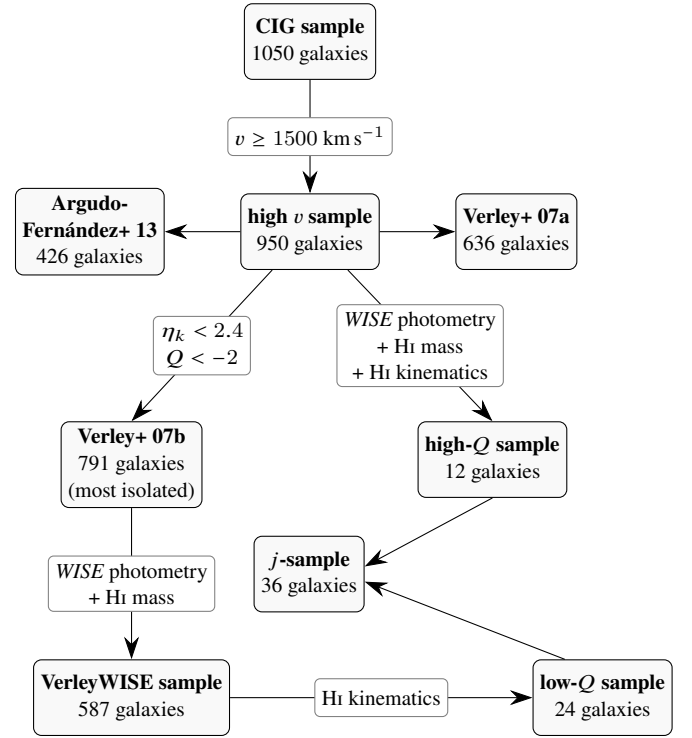 CIG sample
1050 galaxies
v ≥ 1500 km s⁻¹
Argudo-
Fernández+ 13
426 galaxies
high v sample
950 galaxies
Verley+ 07a
636 galaxies
ηₖ < 2.4
Q < −2
WISE photometry
+ HI mass
+ HI kinematics
Verley+ 07b
791 galaxies
(most isolated)
high-Q sample
12 galaxies
j-sample
36 galaxies
WISE photometry
+ HI mass
VerleyWISE sample
587 galaxies
HI kinematics
low-Q sample
24 galaxies